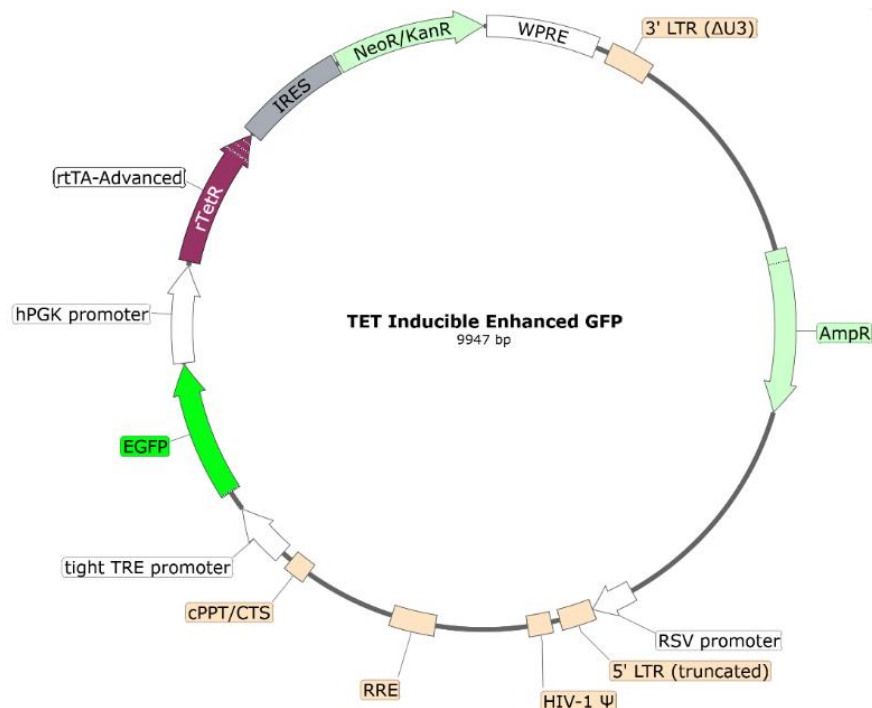 WPRE
3' LTR (ΔU3)
NeoR/KanR
IRES
rtTA-Advanced
rTetR
hPGK promoter
TET Inducible Enhanced GFP
9947 bp
AmpR
EGFP
tight TRE promoter
cPPT/CTS
RSV promoter
5' LTR (truncated)
RRE
HIV-1 Ψ